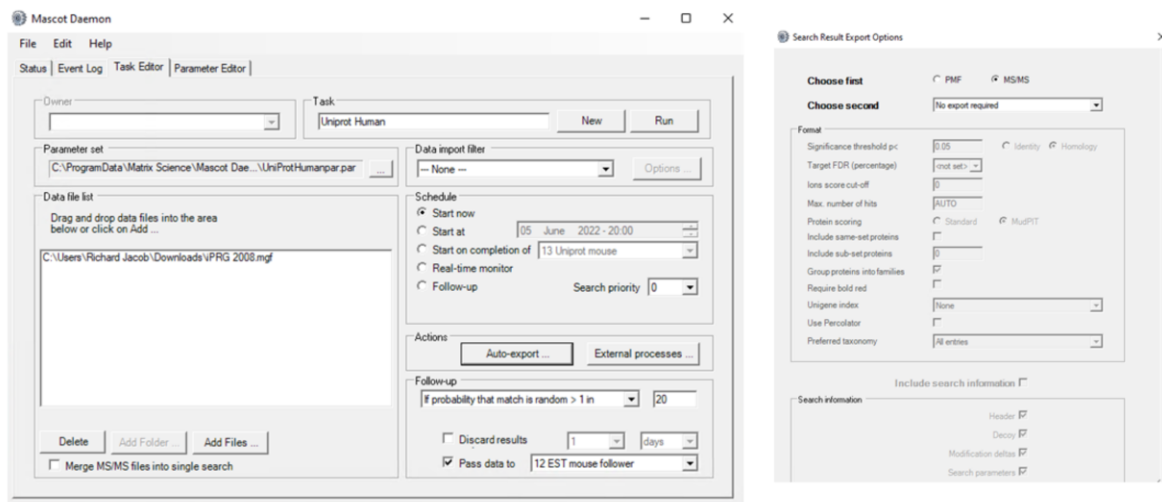 Mascot Daemon
File Edit Help
Status Event Log Task Editor Parameter Editor
Owner
Task
Uniprot Human
New
Run
Parameter set
C:\ProgramData\Matrix Science\Mascot Dae...\UniProtHumanpar.par
...
Data import filter
--- None ---
Options ...
Data file list
Drag and drop data files into the area
below or click on Add ...
C:\Users\Richard Jacob\Downloads\iPRG 2008.mgf
Delete
Add Folder ...
Add Files ...
Merge MS/MS files into single search
Schedule
Start now
Start at 05 June 2022 - 20:00
Start on completion of 13 Uniprot mouse
Real-time monitor
Follow-up Search priority 0
Actions
Auto-export ...
External processes ...
Follow-up
If probability that match is random > 1 in 20
Discard results 1 days
Pass data to 12 EST mouse follower
Search Result Export Options
Choose first PMF MS/MS
Choose second No export required
Format
Significance threshold p< 0.05 Identity Homology
Target FDR (percentage) <not set>
Ions score cut-off 0
Max. number of hits AUTO
Protein scoring Standard MudPIT
Include same-set proteins
Include sub-set proteins 0
Group proteins into families
Require bold red
Unigene index None
Use Percolator
Preferred taxonomy All entries
Include search information
Search information
Header
Decoy
Modification deltas
Search parameters